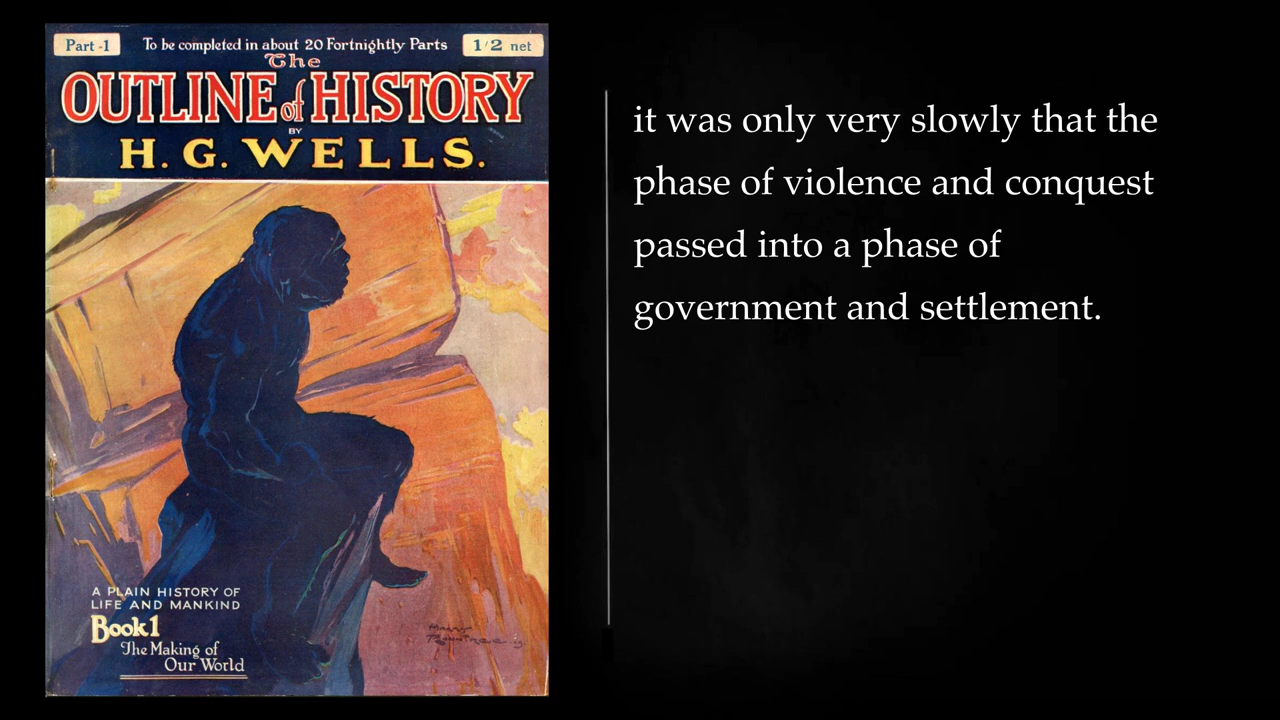 Part -1
To be completed in about 20 Fortnightly Parts
1/2 net
The
OUTLINE of HISTORY
BY
H. G. WELLS.
A PLAIN HISTORY OF
LIFE AND MANKIND
Book 1
The Making of
Our World
it was only very slowly that the
phase of violence and conquest
passed into a phase of
government and settlement.